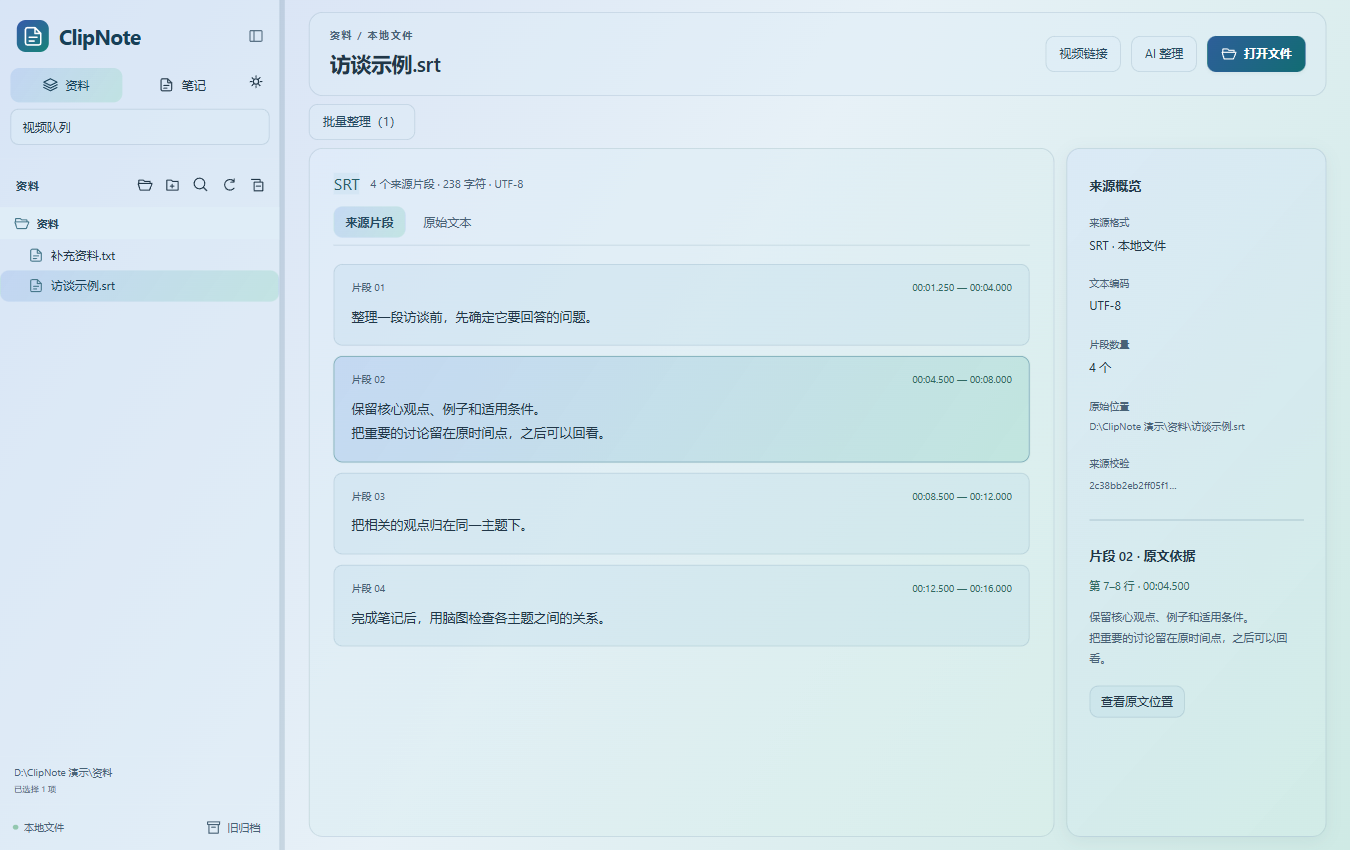 ClipNote
资料
笔记
视频队列
资料
资料
补充资料.txt
访谈示例.srt
D:\ClipNote 演示\资料
已选择 1 项
本地文件
旧归档
资料 / 本地文件
访谈示例.srt
视频链接
AI 整理
打开文件
批量整理（1）
SRT 4 个来源片段 · 238 字符 · UTF-8
来源片段
原始文本
片段 01 00:01.250 — 00:04.000
整理一段访谈前，先确定它要回答的问题。
片段 02 00:04.500 — 00:08.000
保留核心观点、例子和适用条件。
把重要的讨论留在原时间点，之后可以回看。
片段 03 00:08.500 — 00:12.000
把相关的观点归在同一主题下。
片段 04 00:12.500 — 00:16.000
完成笔记后，用脑图检查各主题之间的关系。
来源概览
来源格式
SRT · 本地文件
文本编码
UTF-8
片段数量
4 个
原始位置
D:\ClipNote 演示\资料\访谈示例.srt
来源校验
2c38bb2eb2ff05f1...
片段 02 · 原文依据
第 7–8 行 · 00:04.500
保留核心观点、例子和适用条件。
把重要的讨论留在原时间点，之后可以回
看。
查看原文位置